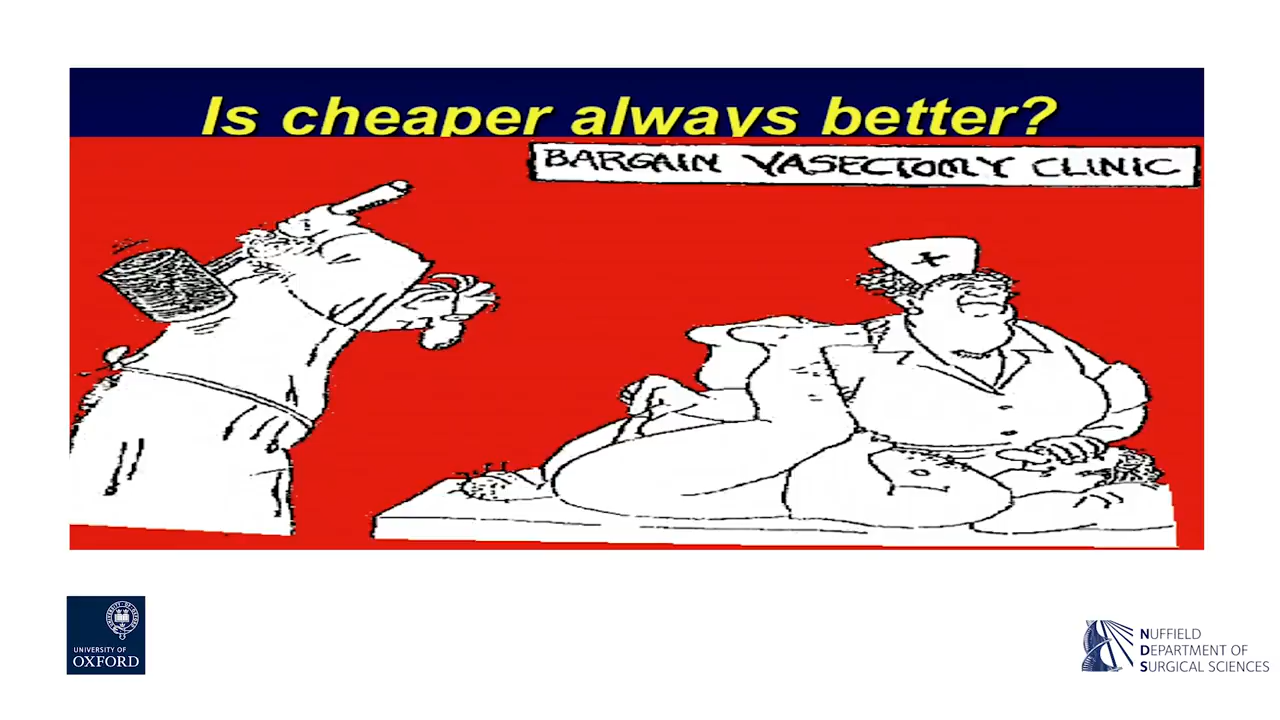 Is cheaper always better?
BARGAIN VASECTOMY CLINIC
UNIVERSITY OF
OXFORD
NUFFIELD
DEPARTMENT OF
SURGICAL SCIENCES